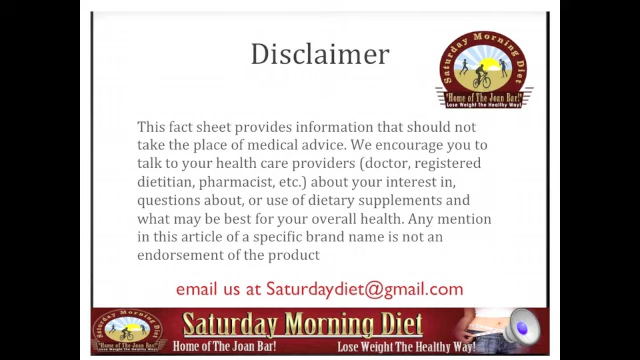 Disclaimer
Saturday Morning Diet
"Home of The Joan Bar!"
Lose Weight The Healthy Way!
This fact sheet provides information that should not
take the place of medical advice. We encourage you to
talk to your health care providers (doctor, registered
dietitian, pharmacist, etc.) about your interest in,
questions about, or use of dietary supplements and
what may be best for your overall health. Any mention
in this article of a specific brand name is not an
endorsement of the product
email us at Saturdaydiet@gmail.com
Saturday Morning Diet
Home of The Joan Bar!
Lose Weight The Healthy Way!